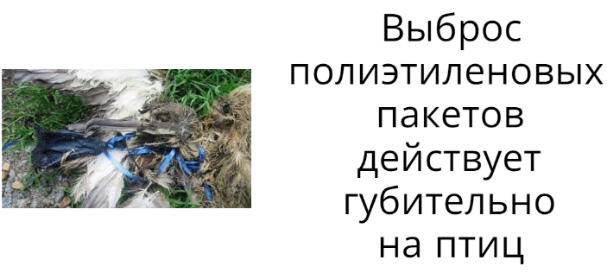 Выброс
полиэтиленовых
пакетов
действует
губительно
на птиц